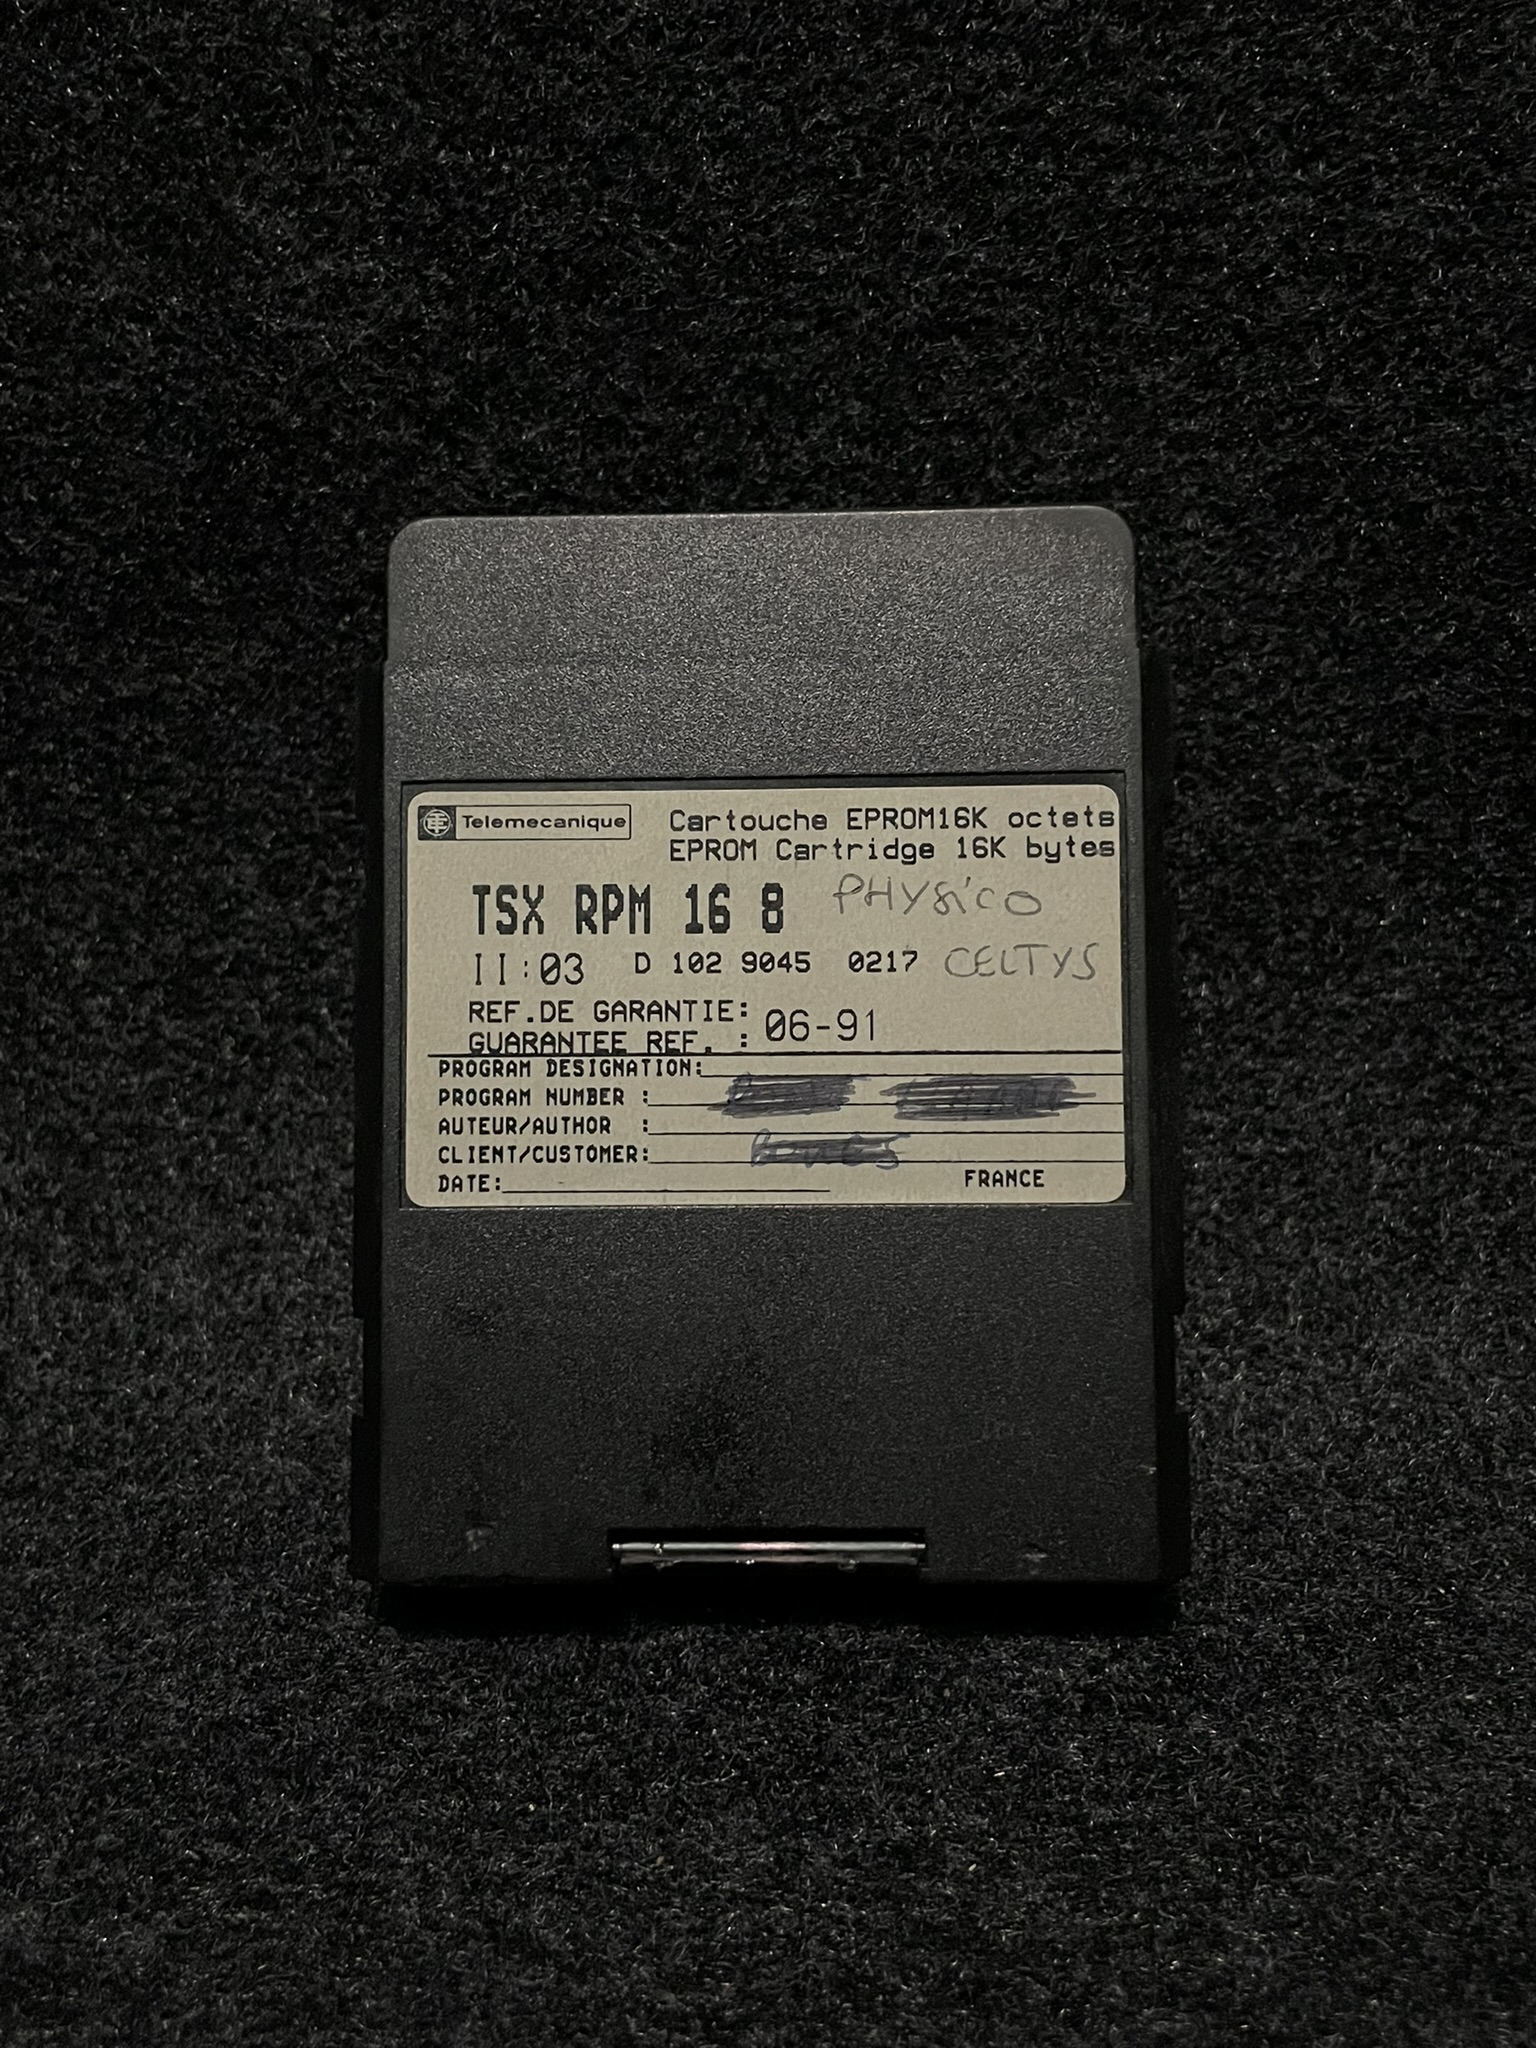 Telemecanique
Cartouche EPROM16K octets
EPROM Cartridge 16K bytes
TSX RPM 16 8 PHYSICO
II:03 D 102 9045 0217 CELTYS
REF.DE GARANTIE:
GUARANTEE REF. : 06-91
PROGRAM DESIGNATION:
PROGRAM NUMBER :
AUTEUR/AUTHOR :
CLIENT/CUSTOMER:
DATE: FRANCE